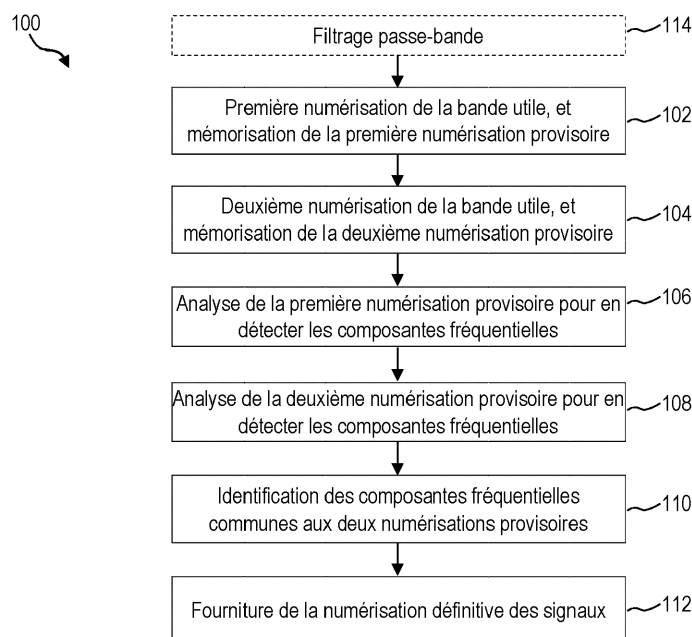 100
Filtrage passe-bande
114
Première numérisation de la bande utile, et
mémorisation de la première numérisation provisoire
102
Deuxième numérisation de la bande utile, et
mémorisation de la deuxième numérisation provisoire
104
Analyse de la première numérisation provisoire pour en
détecter les composantes fréquentielles
106
Analyse de la deuxième numérisation provisoire pour en
détecter les composantes fréquentielles
108
Identification des composantes fréquentielles
communes aux deux numérisations provisoires
110
Fourniture de la numérisation définitive des signaux
112